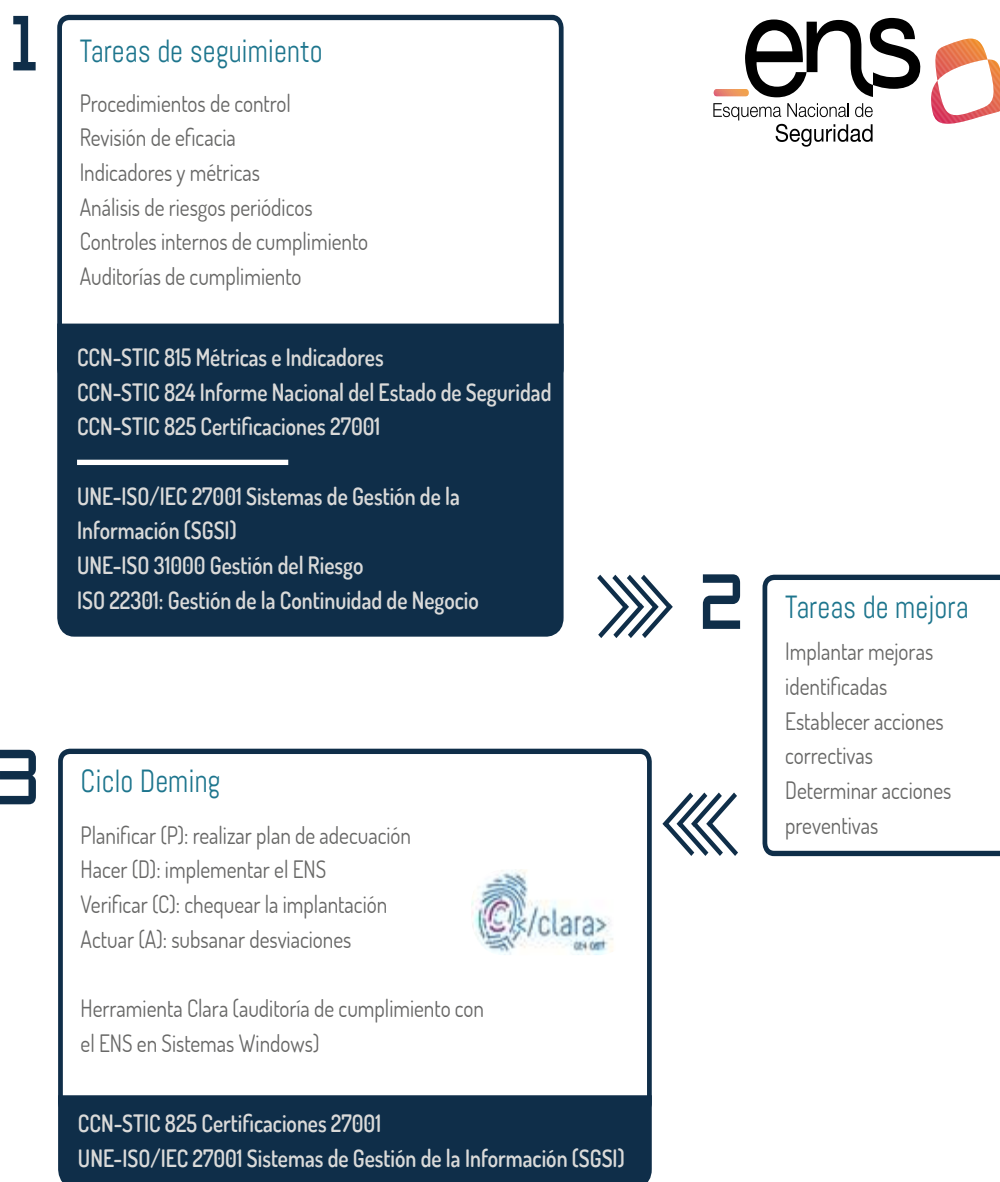 1
Tareas de seguimiento
Procedimientos de control
Revisión de eficacia
Indicadores y métricas
Análisis de riesgos periódicos
Controles internos de cumplimiento
Auditorías de cumplimiento
CCN-STIC 815 Métricas e Indicadores
CCN-STIC 824 Informe Nacional del Estado de Seguridad
CCN-STIC 825 Certificaciones 27001
UNE-ISO/IEC 27001 Sistemas de Gestión de la
Información (SGSI)
UNE-ISO 31000 Gestión del Riesgo
ISO 22301: Gestión de la Continuidad de Negocio
_ens
Esquema Nacional de
Seguridad
2
Tareas de mejora
Implantar mejoras
identificadas
Establecer acciones
correctivas
Determinar acciones
preventivas
3
Ciclo Deming
Planificar (P): realizar plan de adecuación
Hacer (D): implementar el ENS
Verificar (C): chequear la implantación
Actuar (A): subsanar desviaciones
</clara>
CCN CERT
Herramienta Clara (auditoría de cumplimiento con
el ENS en Sistemas Windows)
CCN-STIC 825 Certificaciones 27001
UNE-ISO/IEC 27001 Sistemas de Gestión de la Información (SGSI)